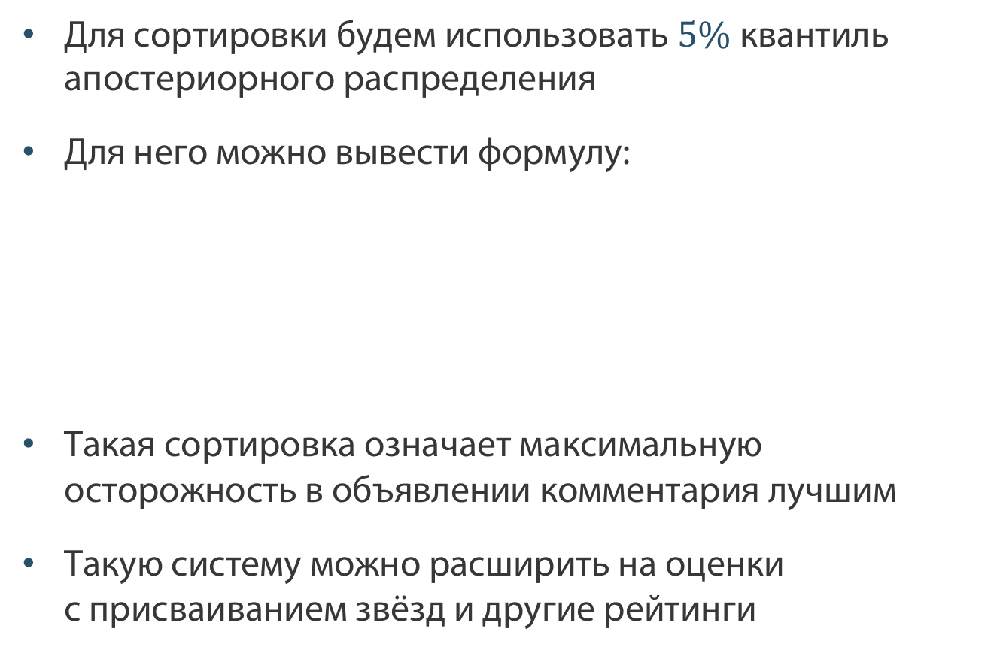 • Для сортировки будем использовать 5% квантиль
апостериорного распределения
• Для него можно вывести формулу:
• Такая сортировка означает максимальную
осторожность в объявлении комментария лучшим
• Такую систему можно расширить на оценки
с присваиванием звёзд и другие рейтинги